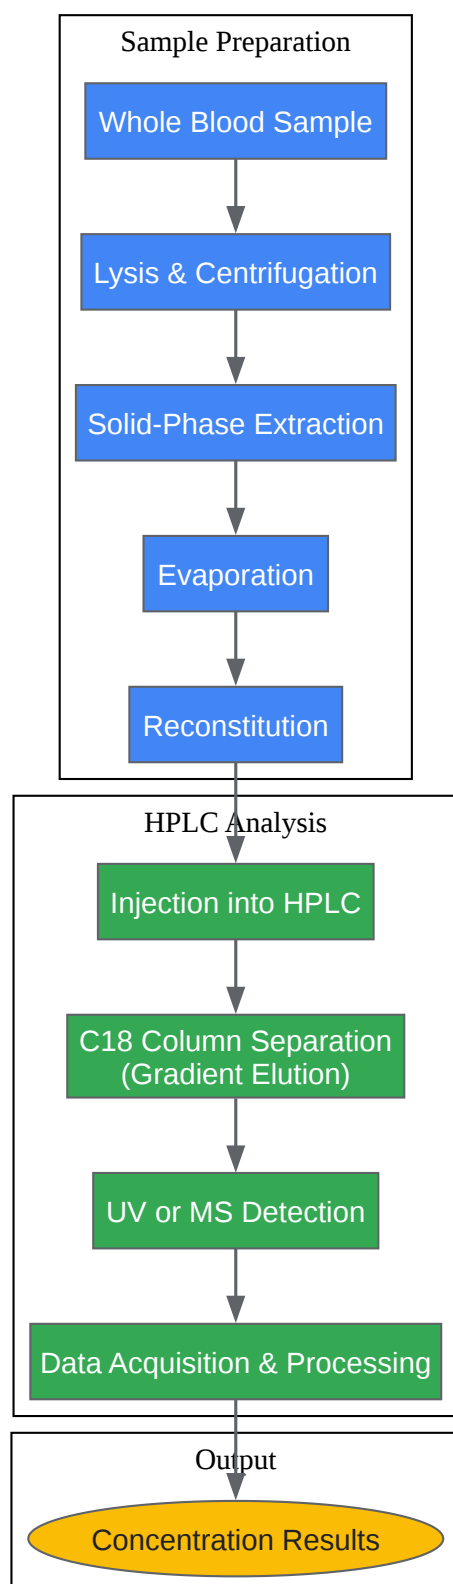 Sample Preparation
Whole Blood Sample
Lysis & Centrifugation
Solid-Phase Extraction
Evaporation
Reconstitution
HPLC Analysis
Injection into HPLC
C18 Column Separation
(Gradient Elution)
UV or MS Detection
Data Acquisition & Processing
Output
Concentration Results